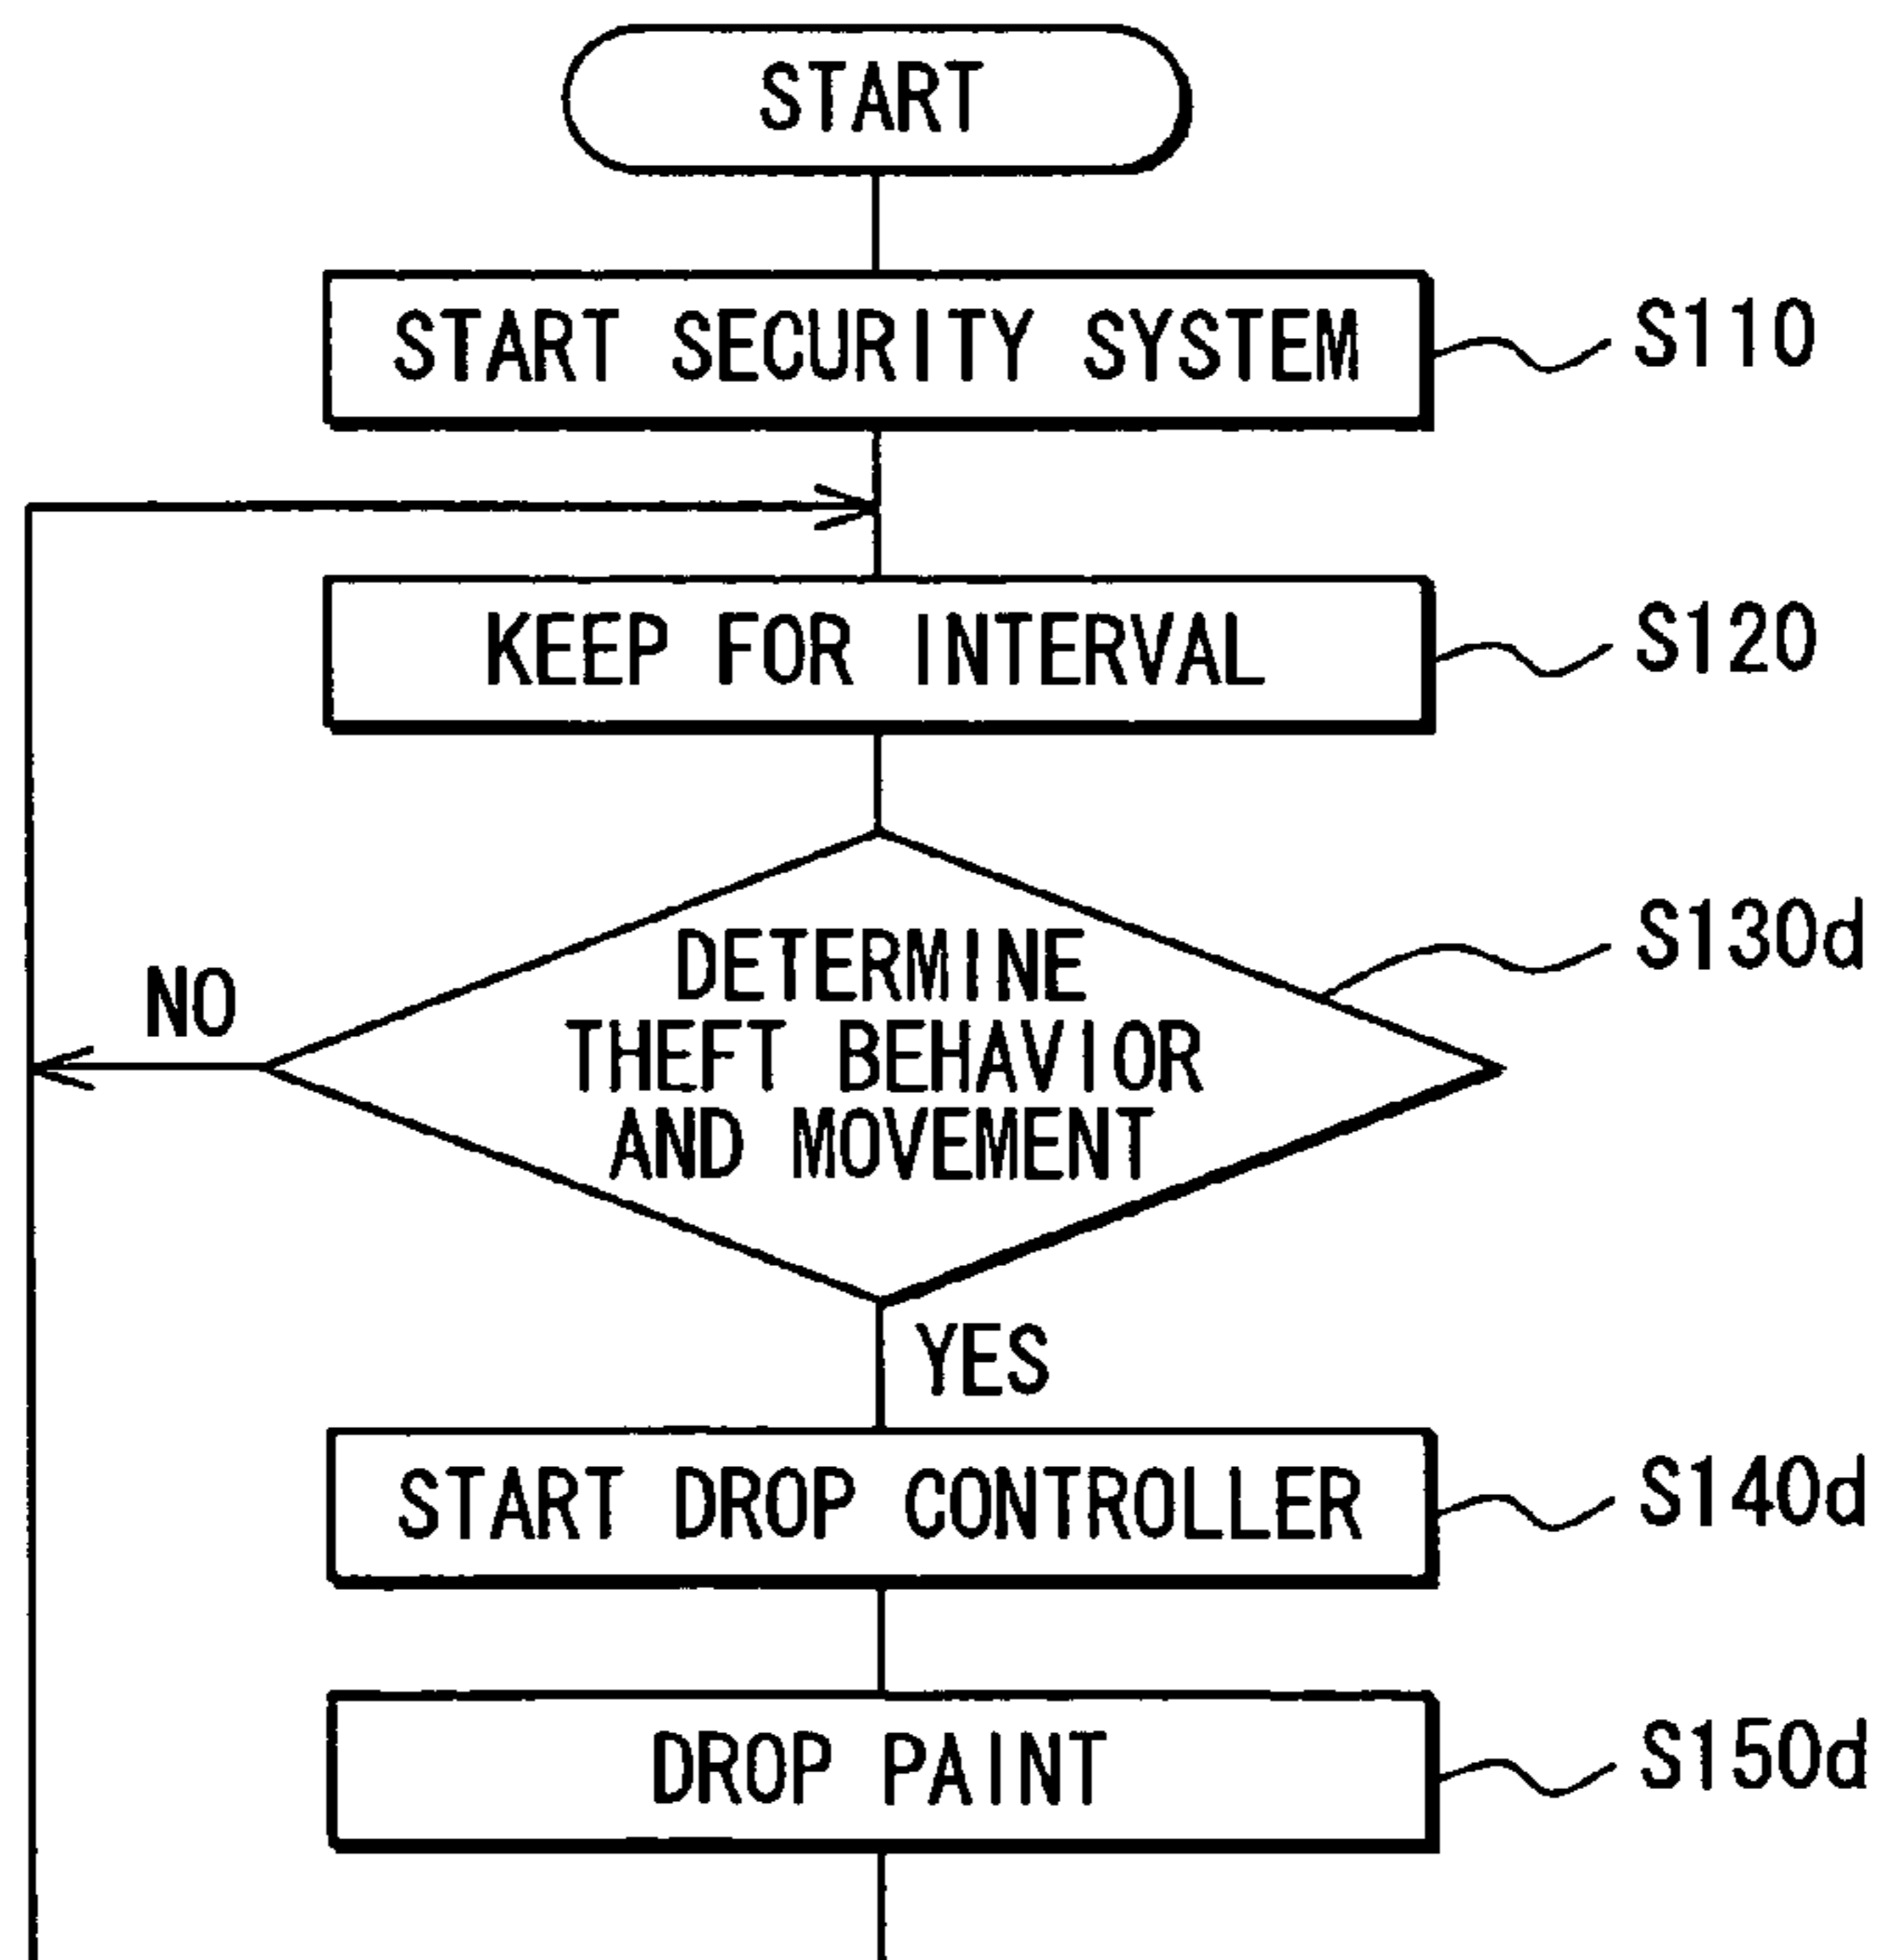 START
START SECURITY SYSTEM
S110
KEEP FOR INTERVAL
S120
DETERMINE
THEFT BEHAVIOR
AND MOVEMENT
S130d
NO
YES
START DROP CONTROLLER
S140d
DROP PAINT
S150d